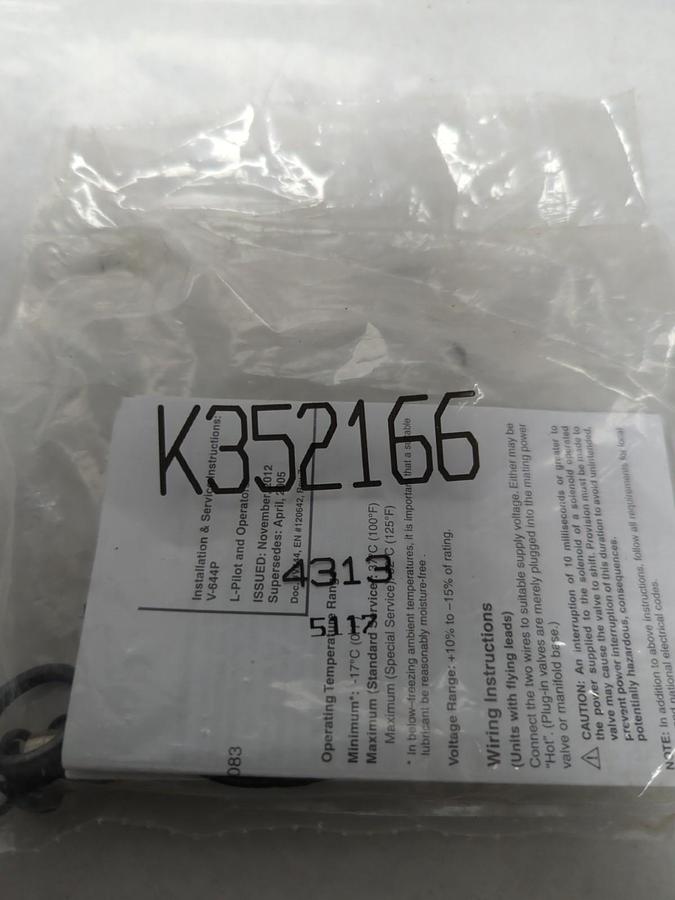 K352166
4313
Installation & Service Instructions:
V-644P
L-Pilot and Operator
ISSUED: November, 2012
Supersedes: April, 2005
EN #120642,
083
Operating Temperature Range
Minimum*: -17°C
Maximum (Standard Service): (100°F)
Maximum (Special Service): (125°F)
* In below-freezing ambient temperatures, it is important that a suitable
lubricant be reasonably moisture-free .
Voltage Range: +10% to –15% of rating.
Wiring Instructions
(Units with flying leads)
Connect the two wires to suitable supply voltage. Either may be
"Hot". (Plug-in valves are merely plugged into the mating power
valve or manifold base.)
CAUTION: An interruption of 10 milliseconds or greater to
the power supplied to the solenoid of a solenoid operated
valve may cause the valve to shift. Provision must be made to
prevent power interruption of this duration to avoid unintended,
potentially hazardous, consequences.
NOTE: In addition to above instructions, follow all requirements for local
and national electrical codes.